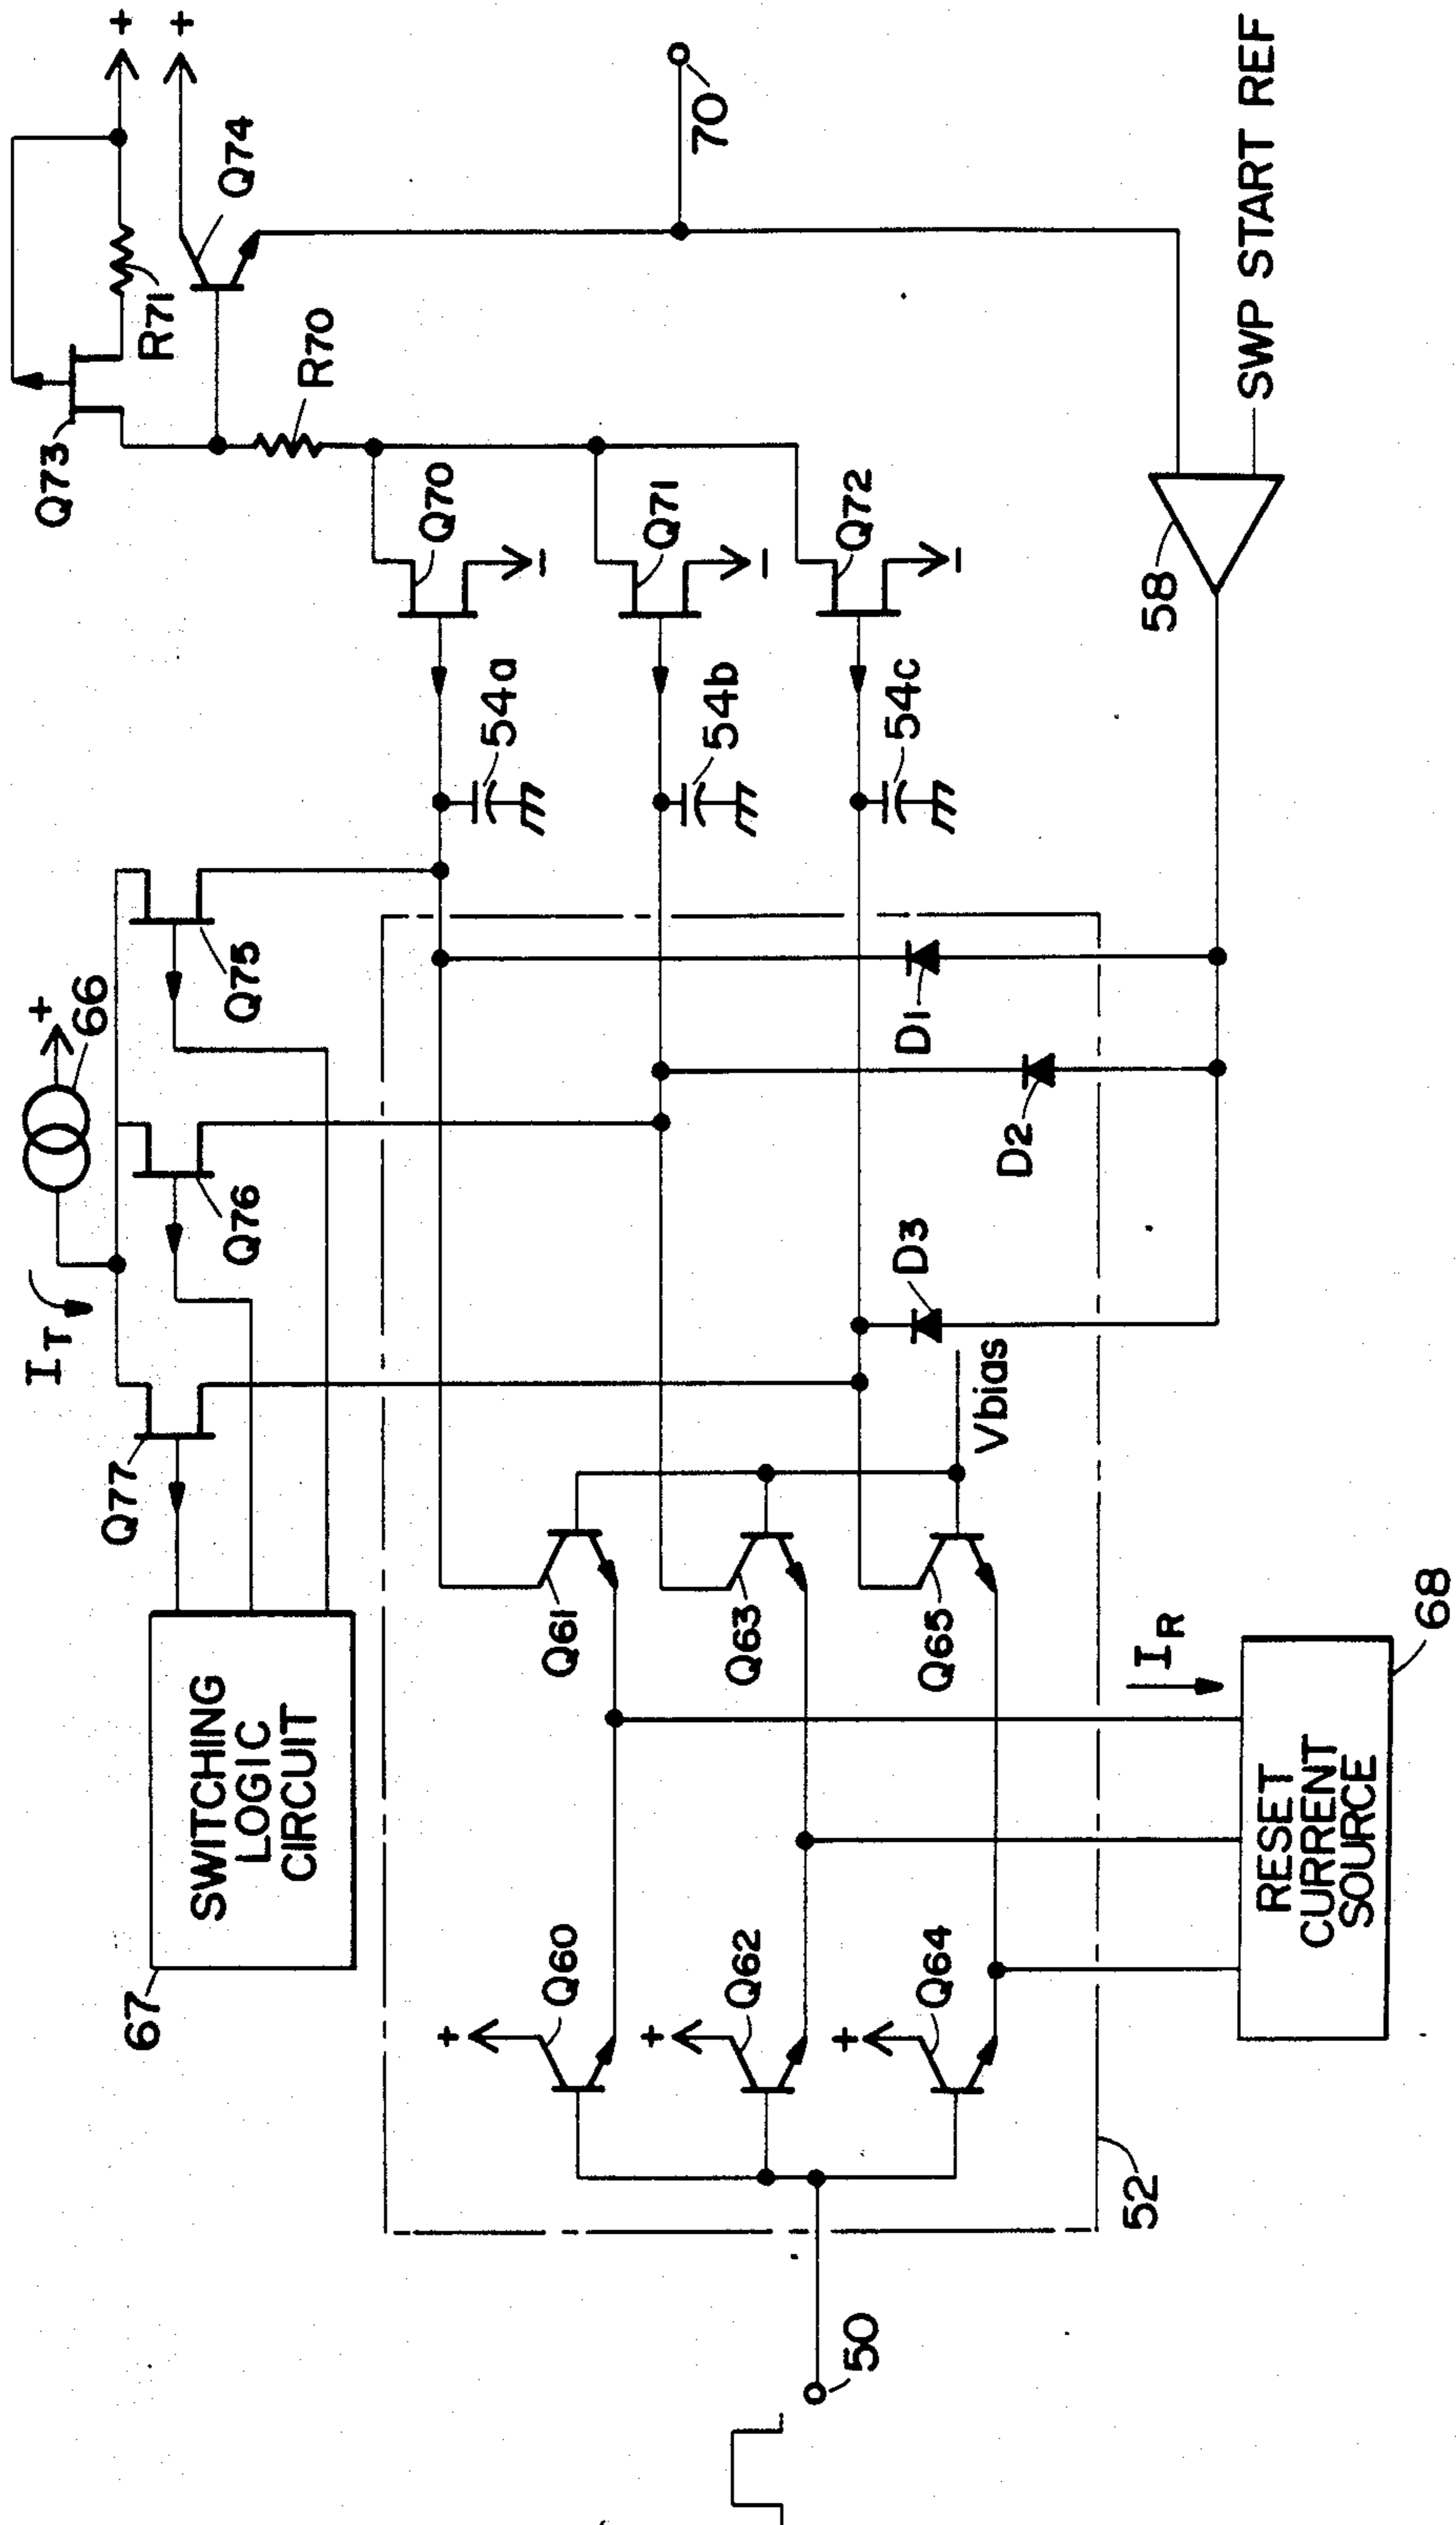 +
+
Q74
70
R71
R70
Q73
SWP START REF
Q70
Q71
Q72
-
-
-
58
54a
54b
54c
+
66
Q75
D1
Q76
D2
IT
D3
Vbias
Q77
Q61
Q63
Q65
IR
68
SWITCHING
LOGIC
CIRCUIT
RESET
CURRENT
SOURCE
67
+
+
+
Q60
Q62
Q64
52
50